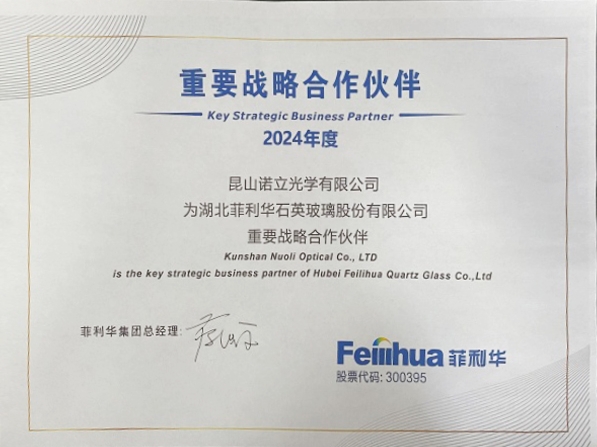 重要战略合作伙伴
Key Strategic Business Partner
2024年度
昆山诺立光学有限公司
为湖北菲利华石英玻璃股份有限公司
重要战略合作伙伴
Kunshan Nuoli Optical Co., LTD
is the key strategic business partner of Hubei Feilihua Quartz Glass Co.,Ltd
菲利华集团总经理:
Feilihua 菲利华
股票代码: 300395